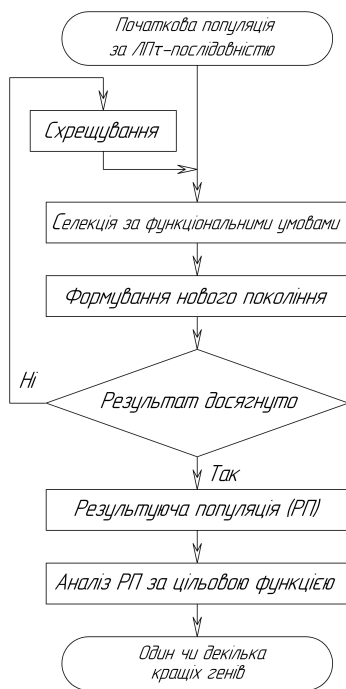 Початкова популяція
за ЛПτ-послідовністю
Схрещування
Селекція за функціональними умовами
Формування нового покоління
Ні
Результат досягнуто
Так
Результуюча популяція (РП)
Аналіз РП за цільовою функцією
Один чи декілька
кращіх генів